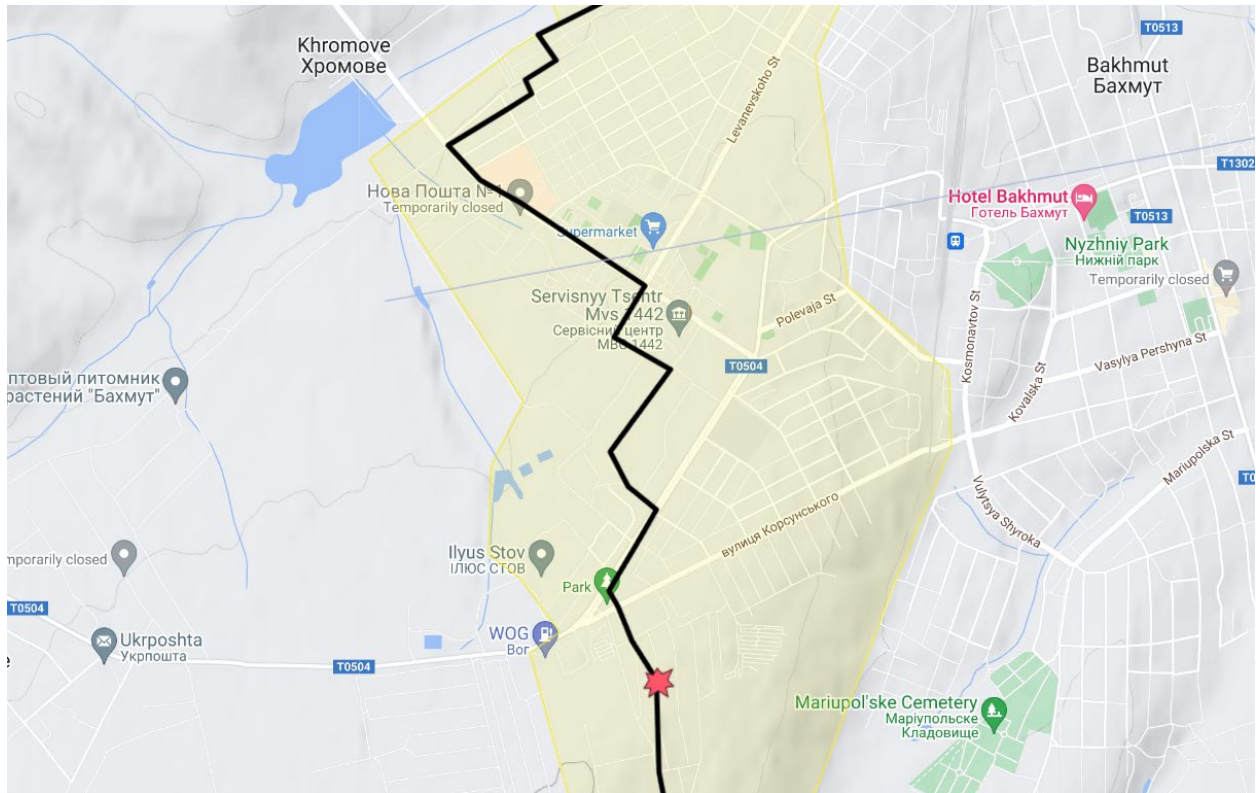 T0513
Khromove
Хромове
Bakhmut
Бахмут
Levanevskoho St
T1302
Нова Пошта №1
Temporarily closed
Hotel Bakhmut
Готель Бахмут
T0513
Supermarket
Nyzhniy Park
Нижній парк
Temporarily closed
Servisnyy Tsentr
Mvs 1442
Сервісний центр
МВС 1442
Polevaja St
Kosmonavtov St
Vasylya Pershyna St
T0504
Kovalska St
птовый питомник
растений "Бахмут"
Mariupolska St
T0
вулиця Корсунського
Vulytsya Shyroka
mporarily closed
Ilyus Stov
ІЛЮС СТОВ
Park
T0504
Ukrposhta
Укрпошта
WOG
Вог
T0504
e
Mariupol'ske Cemetery
Маріупольське
Кладовище